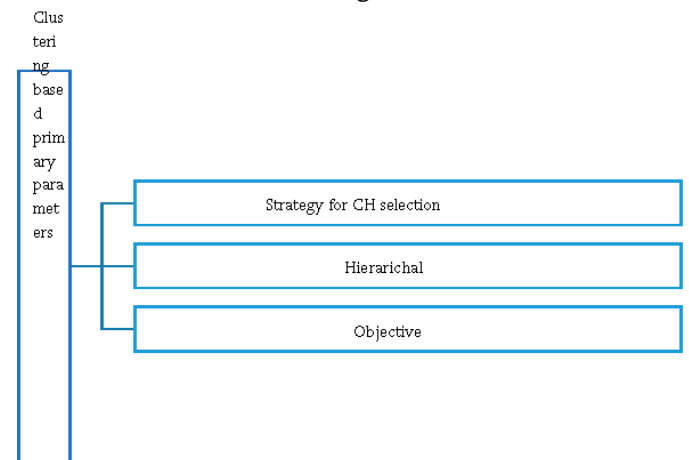 Clus
teri
ng
base
d
prim
ary
para
met
ers
Strategy for CH selection
Hierarichal
Objective